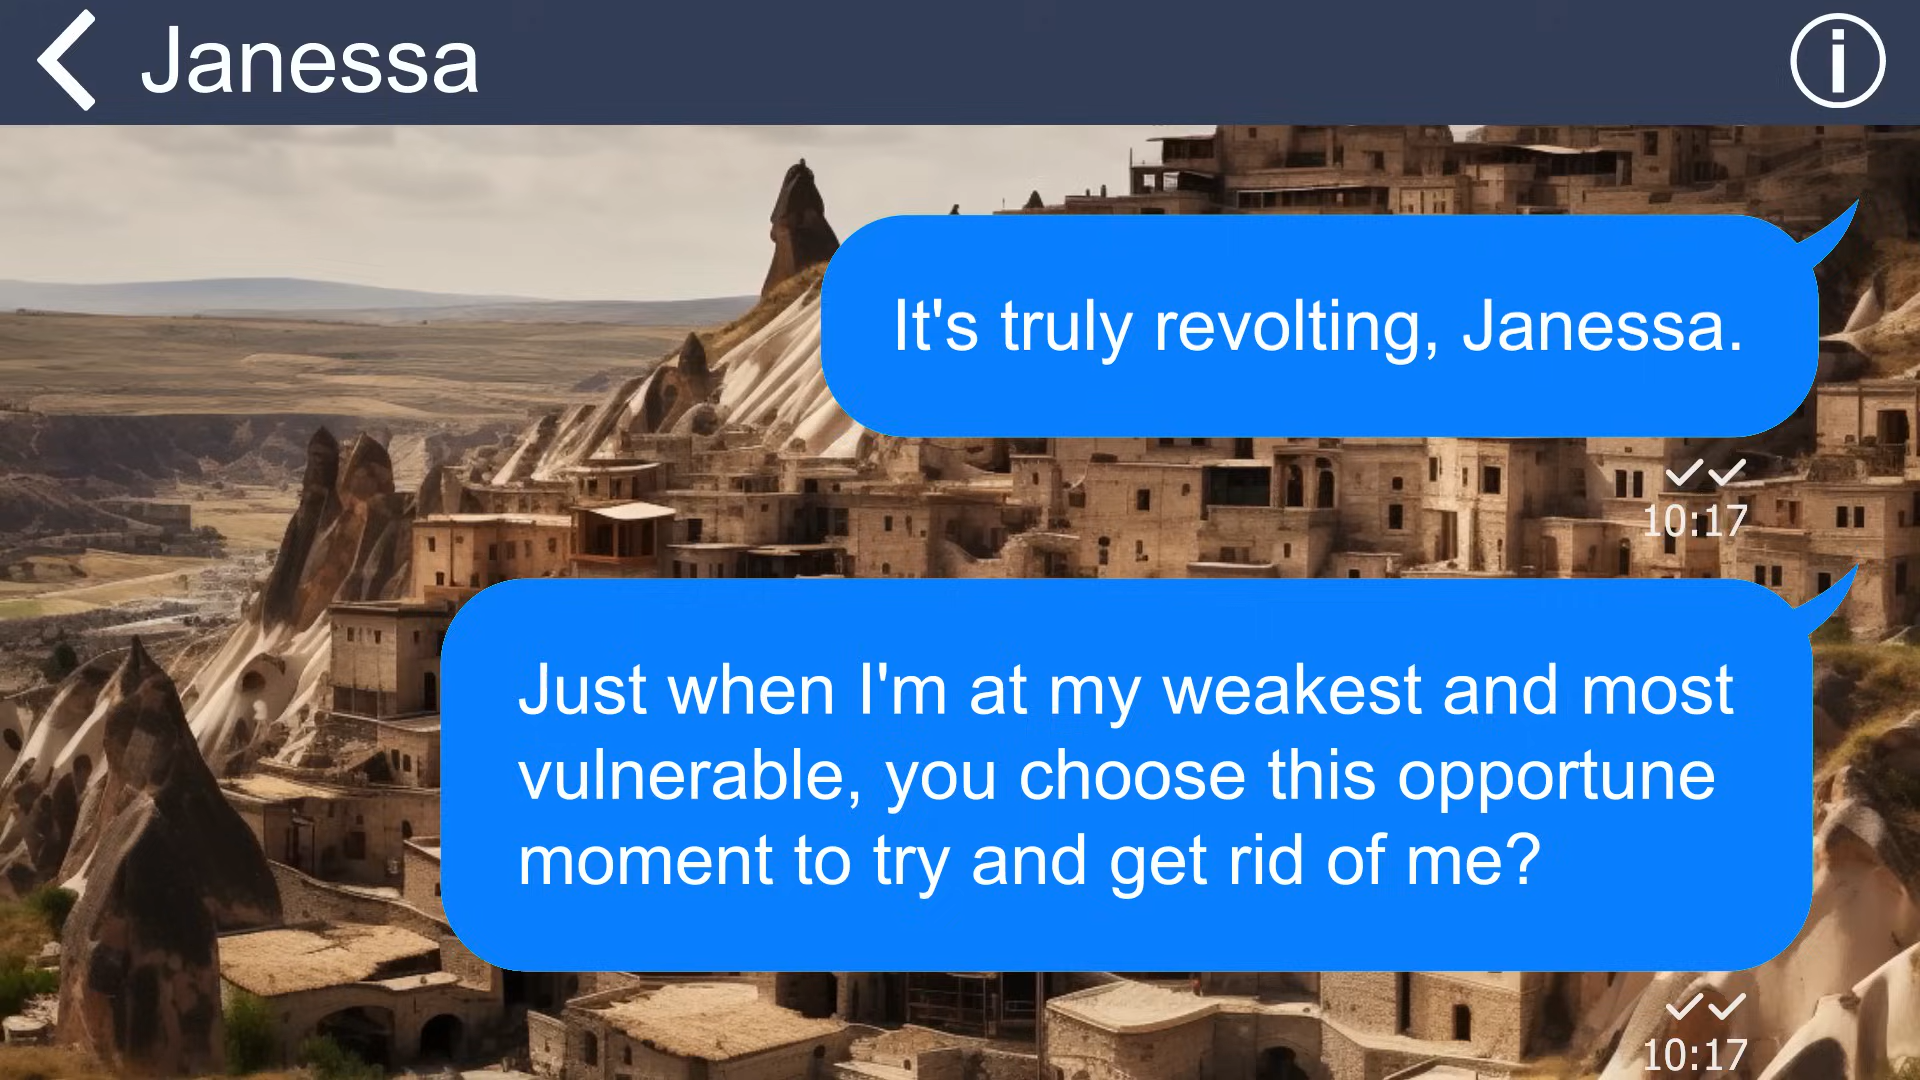 Janessa
It's truly revolting, Janessa.
10:17
Just when I'm at my weakest and most
vulnerable, you choose this opportune
moment to try and get rid of me?
10:17